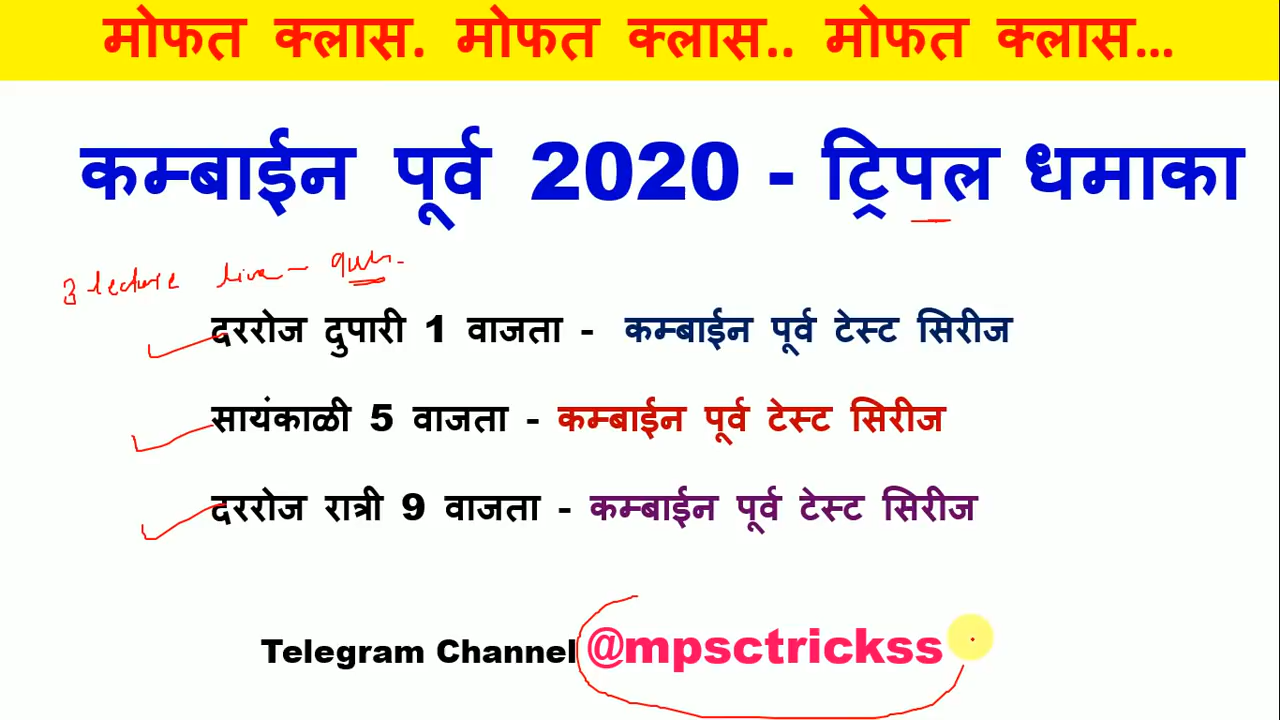 मोफत क्लास. मोफत क्लास.. मोफत क्लास...
कम्बाईन पूर्व 2020 - ट्रिपल धमाका
3 lecture live -
दररोज दुपारी 1 वाजता - कम्बाईन पूर्व टेस्ट सिरीज
सायंकाळी 5 वाजता - कम्बाईन पूर्व टेस्ट सिरीज
दररोज रात्री 9 वाजता - कम्बाईन पूर्व टेस्ट सिरीज
Telegram Channel @mpsctrickss